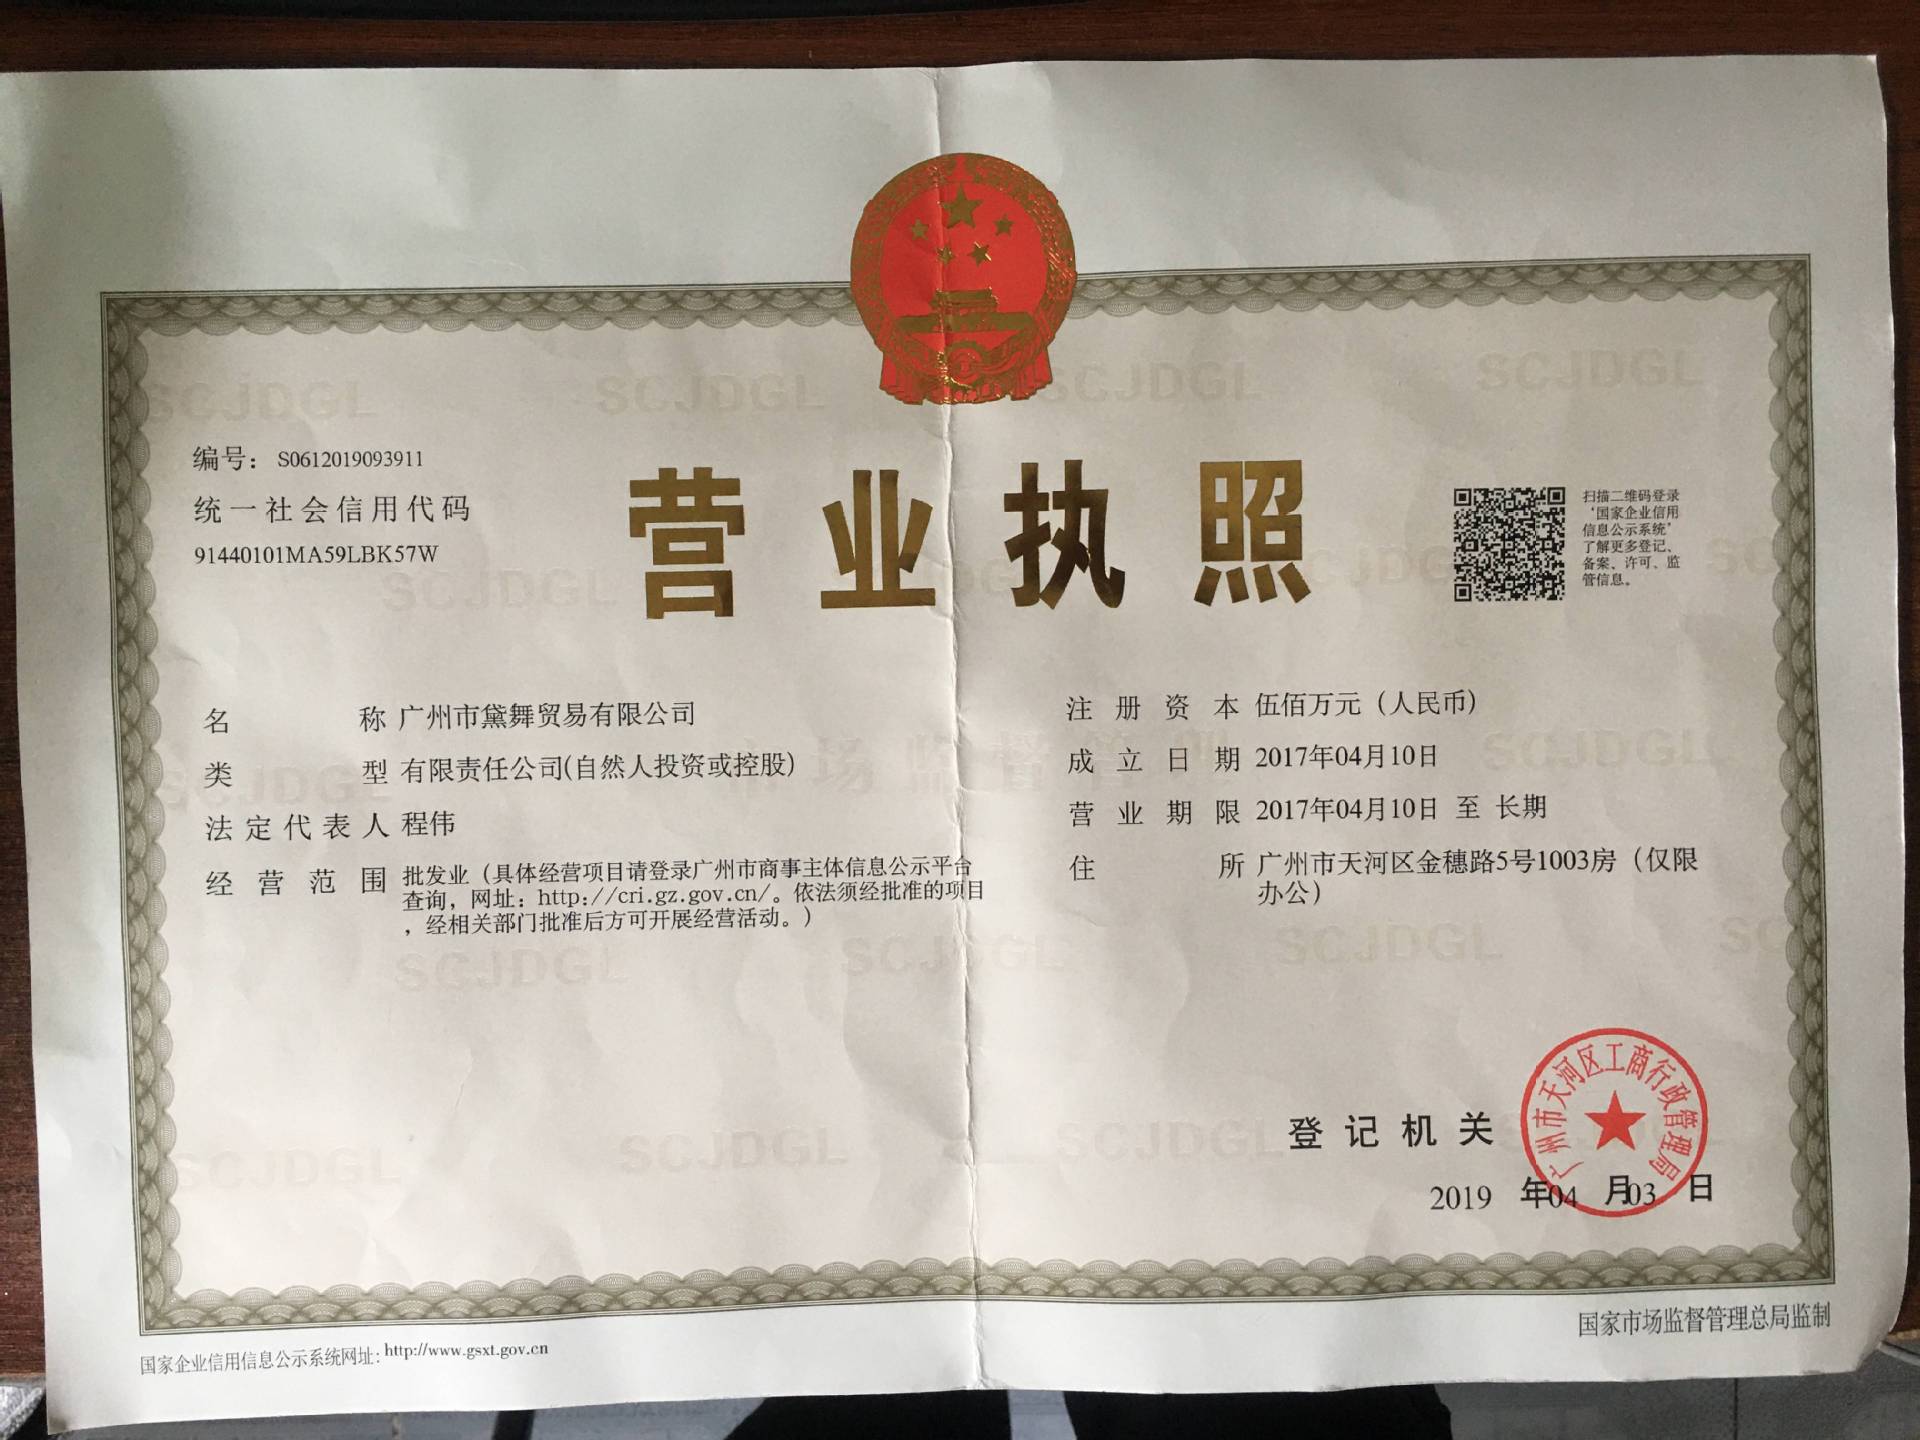 编号： S0612019093911
统一社会信用代码
91440101MA59LBK57W
营业执照
扫描二维码登录
‘国家企业信用
信息公示系统’
了解更多登记、
备案、许可、监
管信息。
名称 广州市黛舞贸易有限公司
类型 有限责任公司(自然人投资或控股)
法定代表人 程伟
经营范围 批发业（具体经营项目请登录广州市商事主体信息公示平台
查询，网址：http://cri.gz.gov.cn/。依法须经批准的项目
，经相关部门批准后方可开展经营活动。）
注册资本 伍佰万元（人民币）
成立日期 2017年04月10日
营业期限 2017年04月10日 至 长期
住所 广州市天河区金穗路5号1003房（仅限
办公）
登记机关
广州市天河区工商行政管理局
2019 年04 月03 日
国家企业信用信息公示系统网址：http://www.gsxt.gov.cn
国家市场监督管理总局监制
SCJDGL
SCJDGL
SCJDGL
SCJDGL
SCJDGL
SCJDGL
SCJDGL
SCJDGL
SCJDGL
SCJDGL
SCJDGL
SCJDGL
SCJDGL